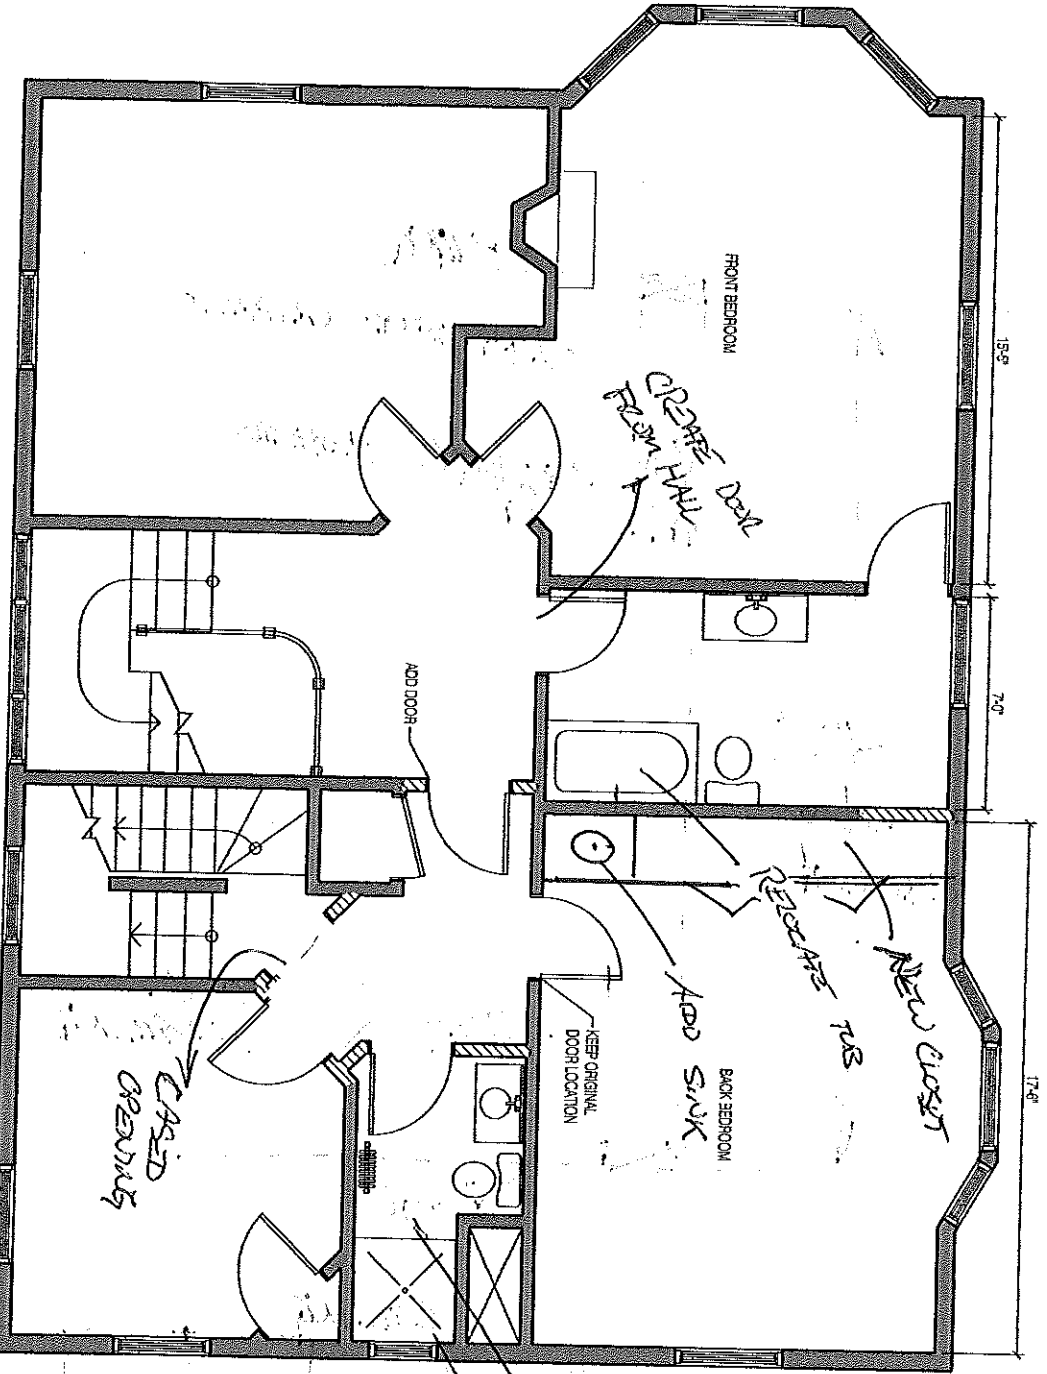 15'-9"
FRONT BEDROOM
CREATE DOOR
FROM HALL
7'-0"
ADD DOOR
RELOCATE TUB
NEW CLOSET
ADD SINK
KEEP ORIGINAL
DOOR LOCATION
BACK BEDROOM
17'-6"
CASED
OPENING